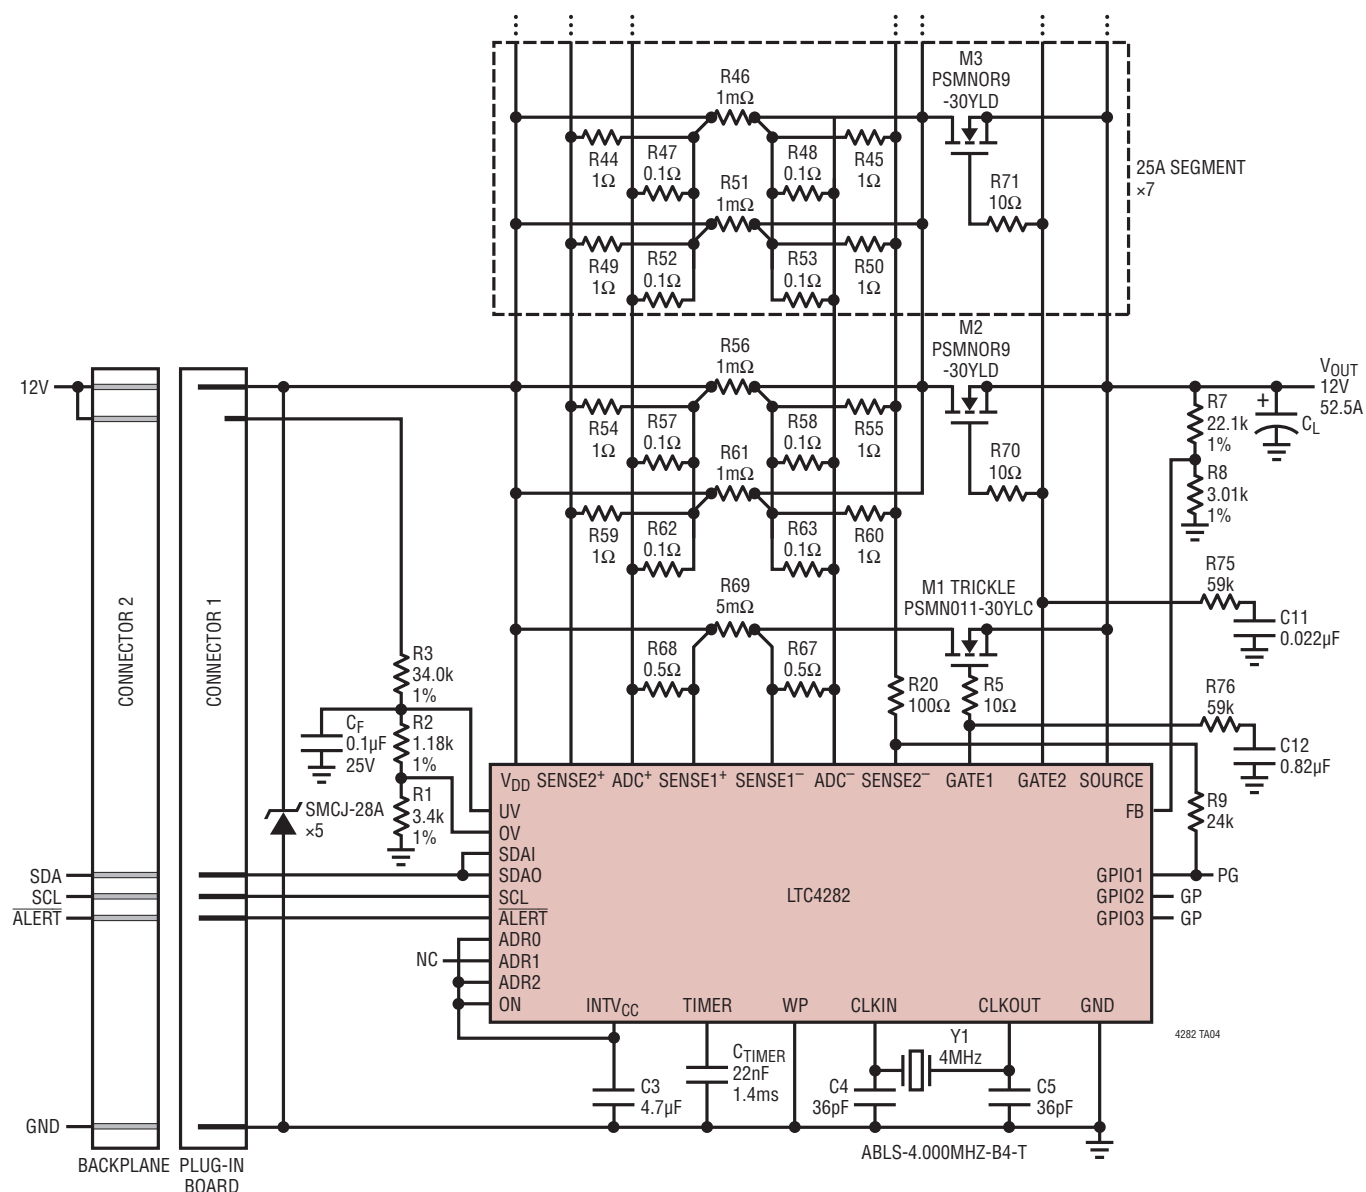 M3
PSMNOR9
-30YLD
R46
1mΩ
R44
1Ω
R47
0.1Ω
R48
0.1Ω
R45
1Ω
R51
1mΩ
R71
10Ω
25A SEGMENT
×7
R49
1Ω
R52
0.1Ω
R53
0.1Ω
R50
1Ω
M2
PSMNOR9
-30YLD
R56
1mΩ
12V
VOUT
12V
52.5A
R54
1Ω
R57
0.1Ω
R58
0.1Ω
R55
1Ω
R7
22.1k
1%
+
CL
R61
1mΩ
R70
10Ω
R8
3.01k
1%
R59
1Ω
R62
0.1Ω
R63
0.1Ω
R60
1Ω
R69
5mΩ
M1 TRICKLE
PSMN011-30YLC
R75
59k
C11
0.022µF
CONNECTOR 2
CONNECTOR 1
R3
34.0k
1%
R68
0.5Ω
R67
0.5Ω
R20
100Ω
R5
10Ω
R76
59k
C12
0.82µF
CF
0.1µF
25V
R2
1.18k
1%
VDD SENSE2+ ADC+ SENSE1+ SENSE1− ADC− SENSE2− GATE1 GATE2 SOURCE
SMCJ-28A
×5
R1
3.4k
1%
UV
OV
SDAI
SDAO
SCL
ALERT
ADR0
ADR1
ADR2
ON
FB
R9
24k
LTC4282
GPIO1
GPIO2
GPIO3
PG
GP
GP
SDA
SCL
ALERT
NC
INTVCC TIMER WP CLKIN CLKOUT GND
4282 TA04
Y1
4MHz
CTIMER
22nF
1.4ms
C3
4.7µF
C4
36pF
C5
36pF
GND
ABLS-4.000MHZ-B4-T
BACKPLANE
PLUG-IN
BOARD